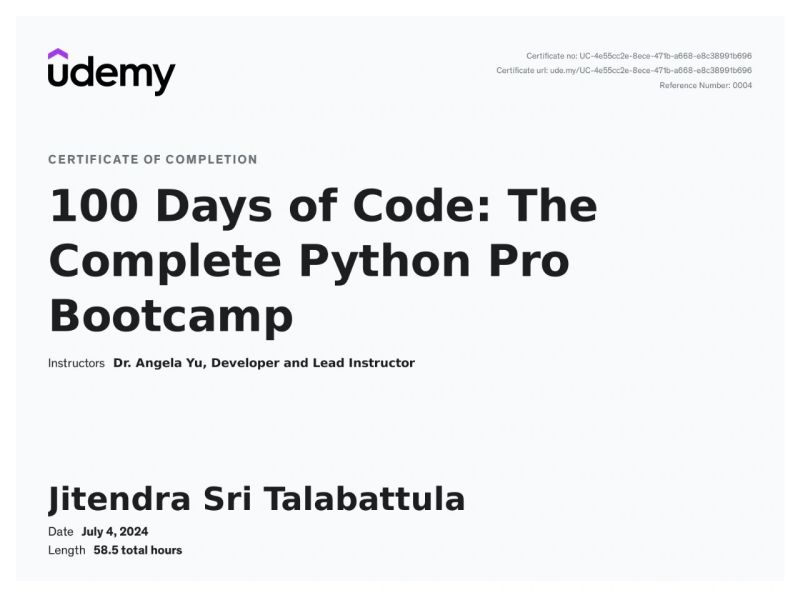 udemy
Certificate no: UC-4e55cc2e-8ece-471b-a668-e8c38991b696
Certificate url: ude.my/UC-4e55cc2e-8ece-471b-a668-e8c38991b696
Reference Number: 0004
CERTIFICATE OF COMPLETION
100 Days of Code: The
Complete Python Pro
Bootcamp
Instructors Dr. Angela Yu, Developer and Lead Instructor
Jitendra Sri Talabattula
Date July 4, 2024
Length 58.5 total hours